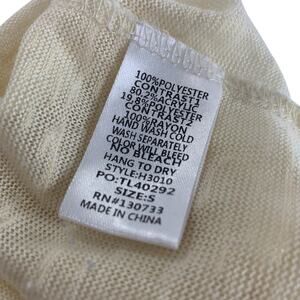 100%POLYESTER
CONTRAST1
80.2%ACRYLIC
19.8%POLYESTER
CONTRAST2
100%RAYON
HAND WASH COLD
WASH SEPARATELY
COLOR WILL BLEED
NO BLEACH
HANG TO DRY
STYLE:H3010
PO:TL40292
SIZE:S
RN#130733
MADE IN CHINA